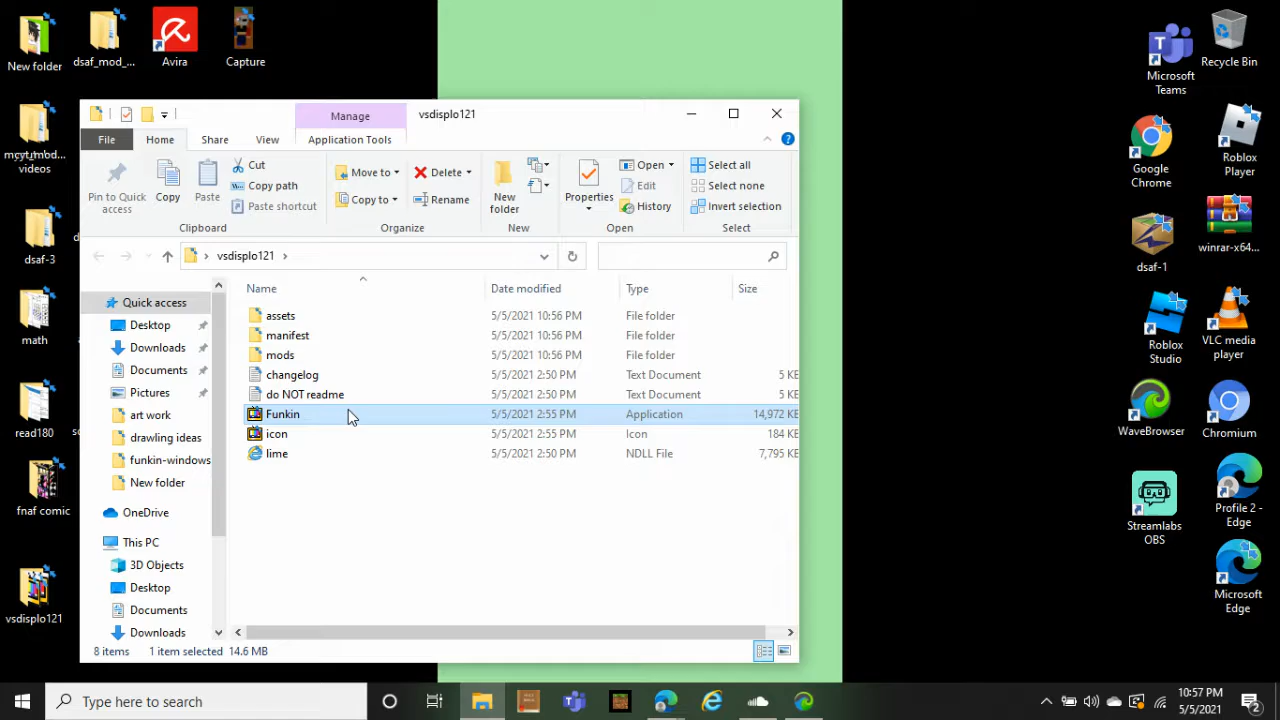 New folder
dsaf_mod_...
Avira
Capture
Microsoft Teams
Recycle Bin
mcyt_mod... videos
dsaf-3
math
read180
fnaf comic
vsdisplo121
Google Chrome
Roblox Player
dsaf-1
winrar-x64...
Roblox Studio
VLC media player
WaveBrowser
Chromium
Streamlabs OBS
Profile 2 - Edge
Microsoft Edge
Manage
vsdisplo121
File
Home
Share
View
Application Tools
Pin to Quick access
Copy
Paste
Cut
Copy path
Paste shortcut
Clipboard
Move to
Copy to
Delete
Rename
Organize
New folder
New
Properties
Open
Edit
History
Open
Select all
Select none
Invert selection
Select
vsdisplo121
Quick access
Desktop
Downloads
Documents
Pictures
art work
drawling ideas
funkin-windows
New folder
OneDrive
This PC
3D Objects
Desktop
Documents
Downloads
Name Date modified Type Size
assets 5/5/2021 10:56 PM File folder
manifest 5/5/2021 10:56 PM File folder
mods 5/5/2021 10:56 PM File folder
changelog 5/5/2021 2:50 PM Text Document 5 KE
do NOT readme 5/5/2021 2:50 PM Text Document 5 KE
Funkin 5/5/2021 2:55 PM Application 14,972 KE
icon 5/5/2021 2:55 PM Icon 184 KE
lime 5/5/2021 2:50 PM NDLL File 7,795 KE
8 items 1 item selected 14.6 MB
Type here to search
10:57 PM
5/5/2021
2